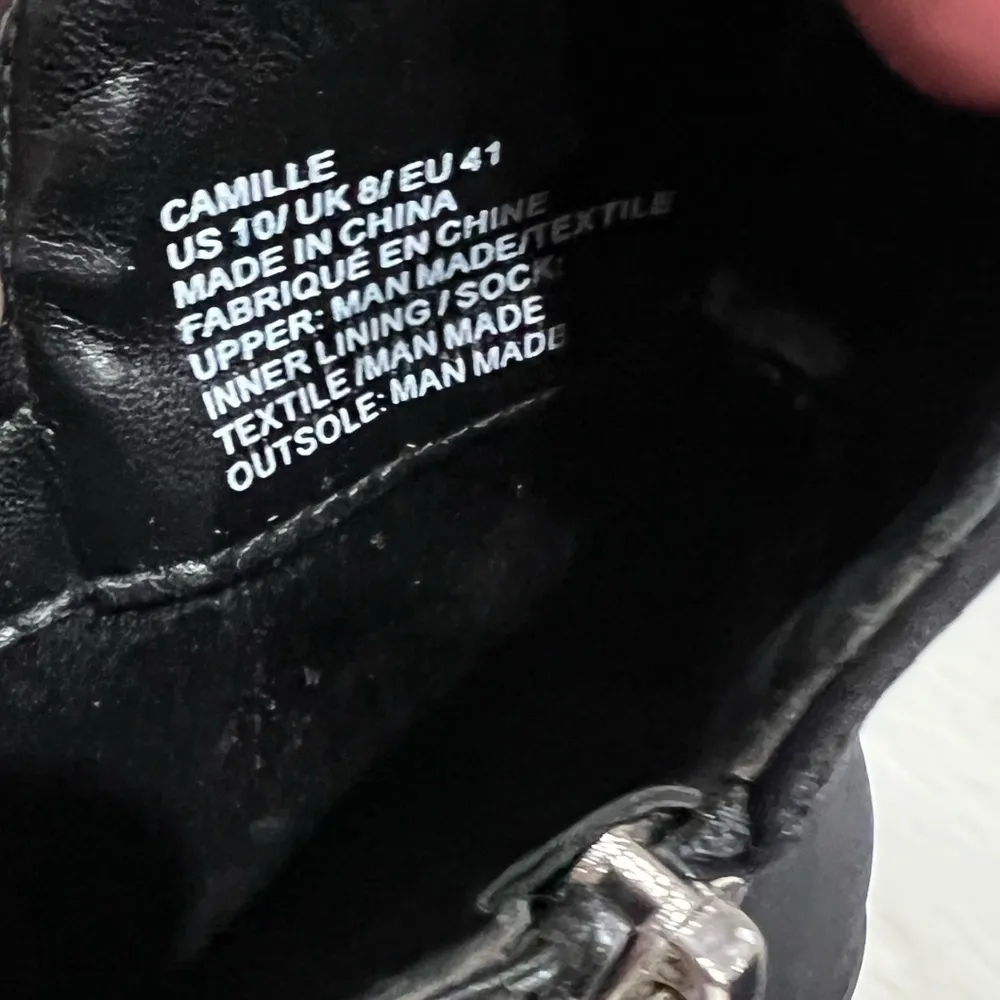 CAMILLE
US 10/ UK 8/ EU 41
MADE IN CHINA
FABRIQUÉ EN CHINE
UPPER: MAN MADE/TEXTILE
INNER LINING / SOCK:
TEXTILE /MAN MADE
OUTSOLE: MAN MADE